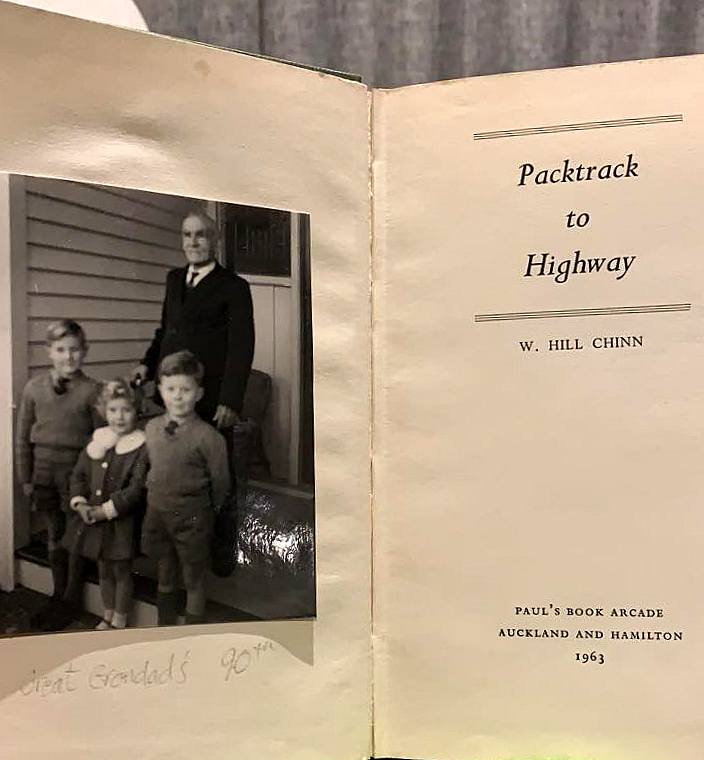 Great Grandad's 90th
Packtrack
to
Highway
W. HILL CHINN
PAUL'S BOOK ARCADE
AUCKLAND AND HAMILTON
1963